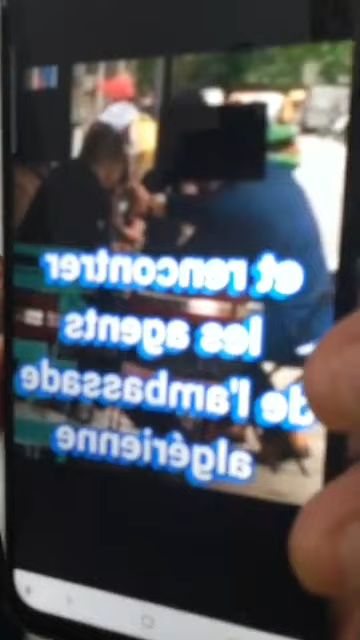 et rencontrer
les agents
de l'ambassade
algérienne